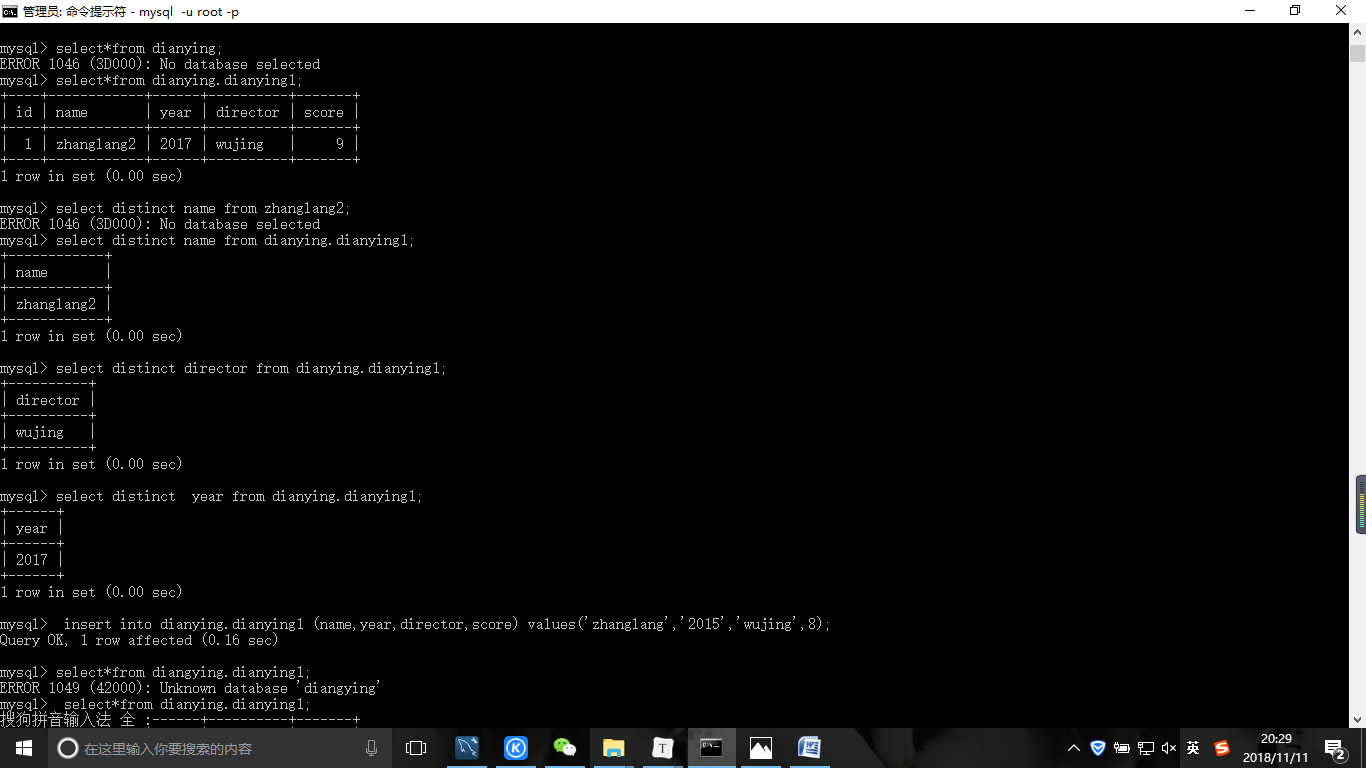 管理员: 命令提示符 - mysql  -u root -p
mysql> select*from dianying;
ERROR 1046 (3D000): No database selected
mysql> select*from dianying.dianying1;
+----+------------+------+----------+-------+
| id | name       | year | director | score |
+----+------------+------+----------+-------+
|  1 | zhanglang2 | 2017 | wujing   |     9 |
+----+------------+------+----------+-------+
1 row in set (0.00 sec)
mysql> select distinct name from zhanglang2;
ERROR 1046 (3D000): No database selected
mysql> select distinct name from dianying.dianying1;
+------------+
| name       |
+------------+
| zhanglang2 |
+------------+
1 row in set (0.00 sec)
mysql> select distinct director from dianying.dianying1;
+----------+
| director |
+----------+
| wujing   |
+----------+
1 row in set (0.00 sec)
mysql> select distinct  year from dianying.dianying1;
+------+
| year |
+------+
| 2017 |
+------+
1 row in set (0.00 sec)
mysql>  insert into dianying.dianying1 (name,year,director,score) values('zhanglang','2015','wujing',8);
Query OK, 1 row affected (0.16 sec)
mysql> select*from diangying.dianying1;
ERROR 1049 (42000): Unknown database 'diangying'
mysql>  select*from dianying.dianying1;
搜狗拼音输入法 全 :------+----------+-------+
在这里输入你要搜索的内容
英
20:29
2018/11/11
2